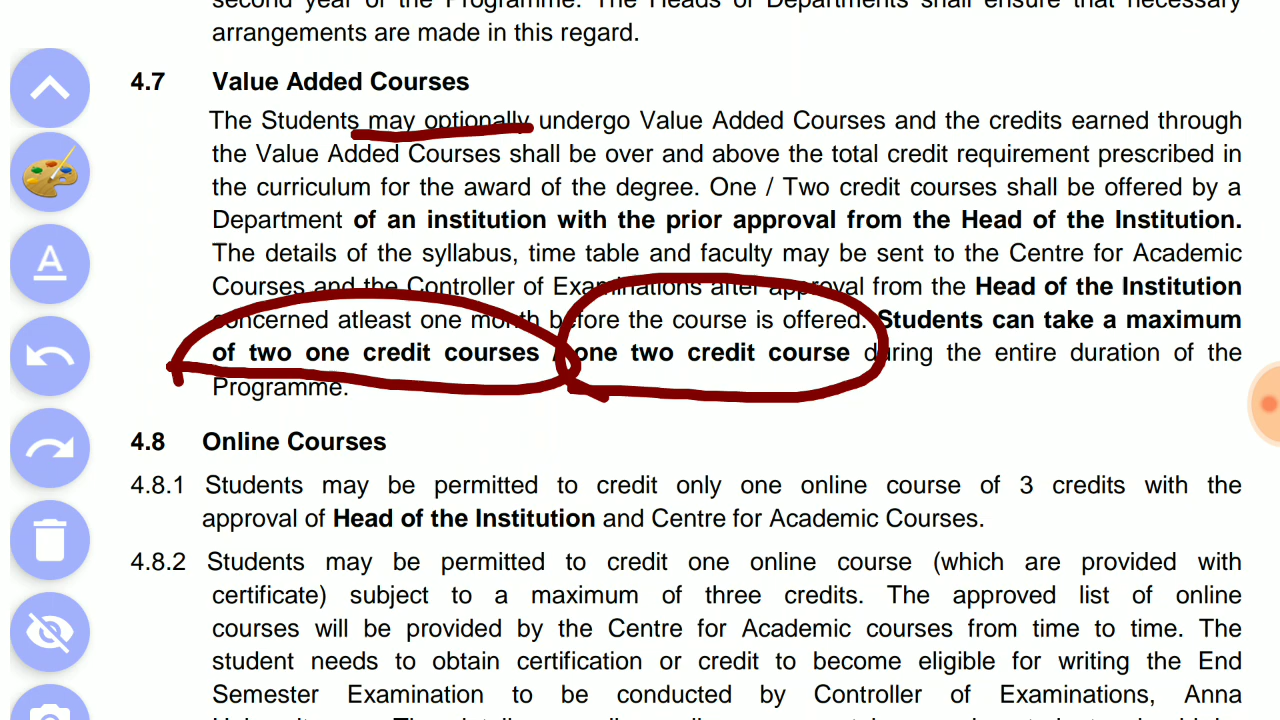 second year of the Programme. The Heads of Departments shall ensure that necessary
arrangements are made in this regard.
4.7 Value Added Courses
The Students may optionally undergo Value Added Courses and the credits earned through
the Value Added Courses shall be over and above the total credit requirement prescribed in
the curriculum for the award of the degree. One / Two credit courses shall be offered by a
Department of an institution with the prior approval from the Head of the Institution.
The details of the syllabus, time table and faculty may be sent to the Centre for Academic
Courses and the Controller of Examinations after approval from the Head of the Institution
concerned atleast one month before the course is offered. Students can take a maximum
of two one credit courses / one two credit course during the entire duration of the
Programme.
4.8 Online Courses
4.8.1 Students may be permitted to credit only one online course of 3 credits with the
approval of Head of the Institution and Centre for Academic Courses.
4.8.2 Students may be permitted to credit one online course (which are provided with
certificate) subject to a maximum of three credits. The approved list of online
courses will be provided by the Centre for Academic courses from time to time. The
student needs to obtain certification or credit to become eligible for writing the End
Semester Examination to be conducted by Controller of Examinations, Anna
A